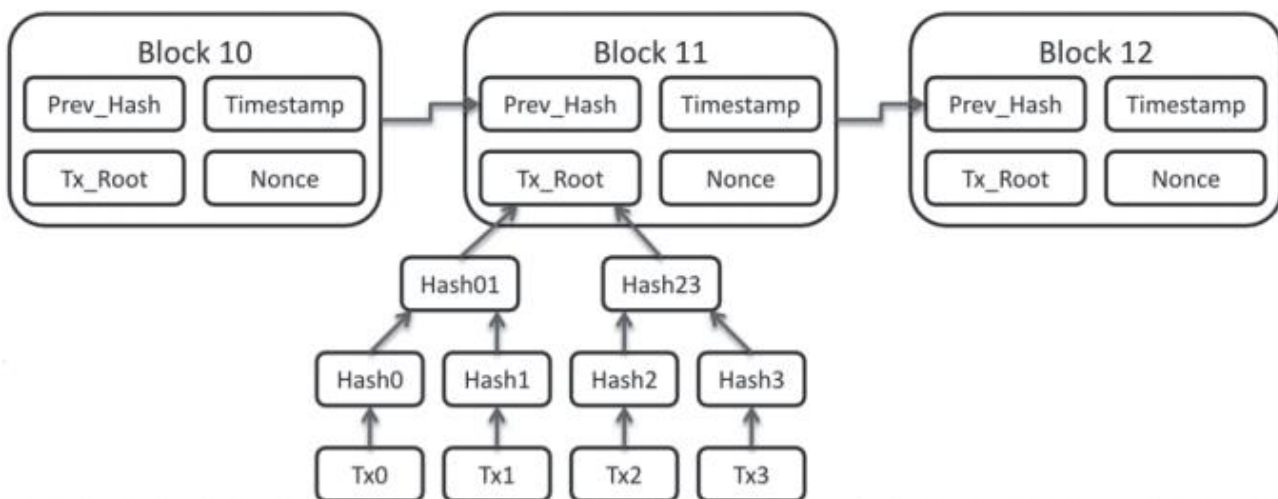 Block 10
Block 11
Block 12
Prev_Hash Timestamp
Prev_Hash Timestamp
Prev_Hash Timestamp
Tx_Root Nonce
Tx_Root Nonce
Tx_Root Nonce
Hash01 Hash23
Hash0 Hash1 Hash2 Hash3
Tx0 Tx1 Tx2 Tx3